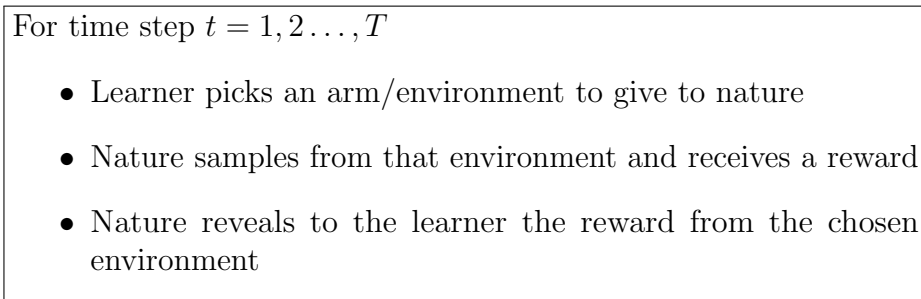 For time step t = 1, 2 . . . , T
• Learner picks an arm/environment to give to nature
• Nature samples from that environment and receives a reward
• Nature reveals to the learner the reward from the chosen
environment